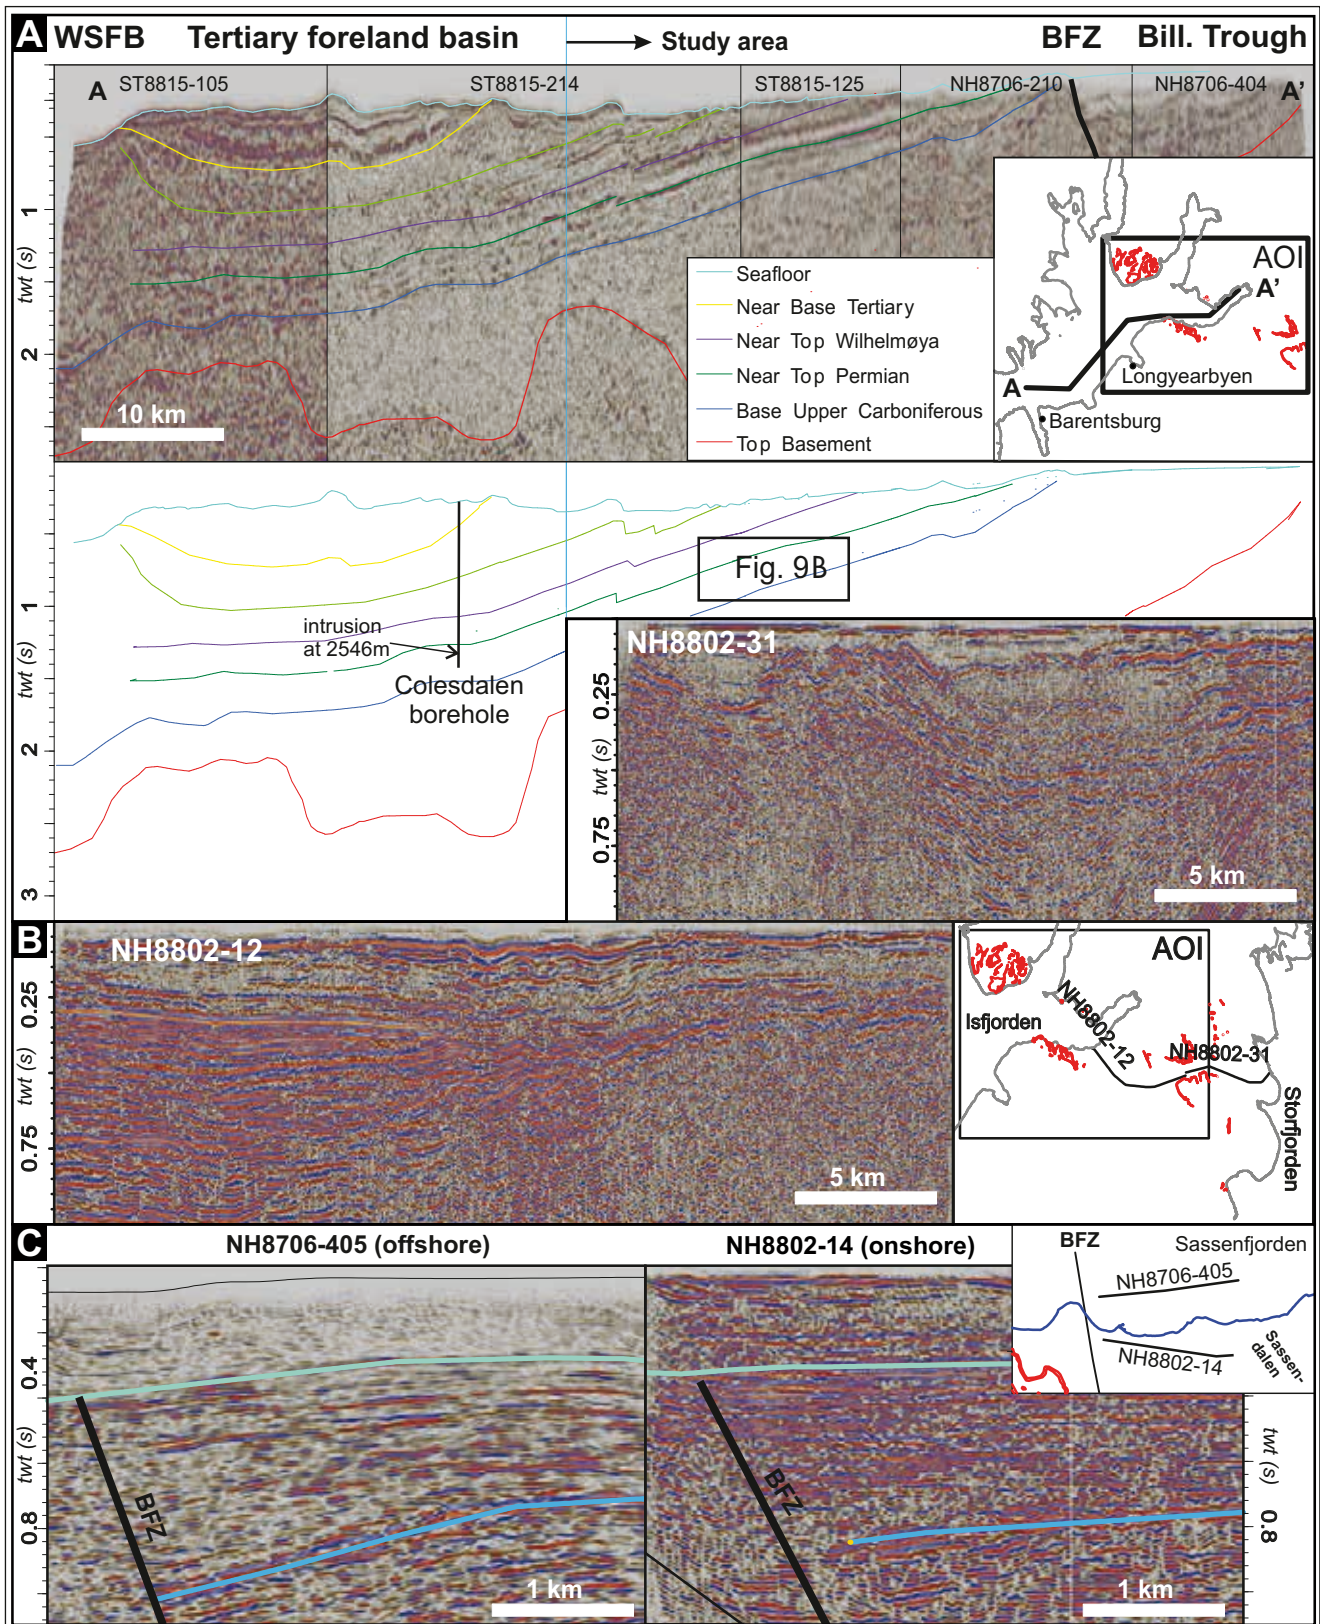 A
WSFB Tertiary foreland basin Study area BFZ Bill. Trough
A ST8815-105 ST8815-214 ST8815-125 NH8706-210 NH8706-404 A'
1
twt (s)
2
10 km
Seafloor
Near Base Tertiary
Near Top Wilhelmøya
Near Top Permian
Base Upper Carboniferous
Top Basement
AOI
A'
A
Longyearbyen
Barentsburg
1
twt (s)
2
3
intrusion
at 2546m
Colesdalen
borehole
Fig. 9B
NH8802-31
0.25
twt (s)
0.75
5 km
B
NH8802-12
0.25
twt (s)
0.75
5 km
AOI
Isfjorden
NH8802-12
NH8802-31
Storfjorden
C
NH8706-405 (offshore)
NH8802-14 (onshore)
0.4
twt (s)
0.8
BFZ
1 km
BFZ
1 km
twt (s)
0.8
BFZ
Sassenfjorden
NH8706-405
NH8802-14
Sassen-
dalen